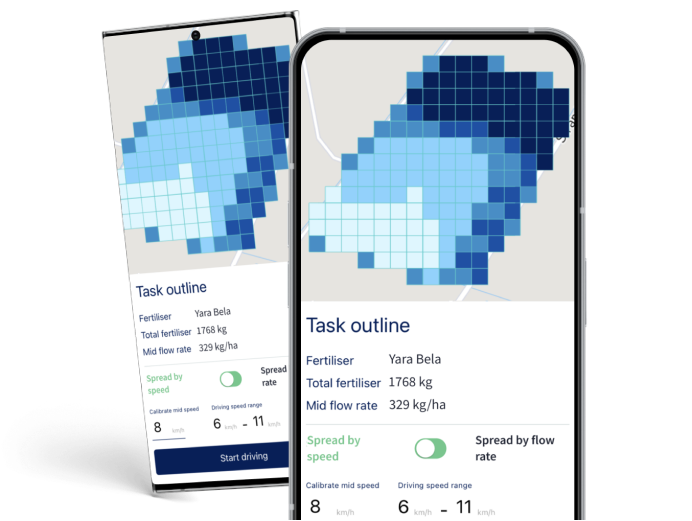 Task outline
Fertiliser Yara Bela
Total fertiliser 1768 kg
Mid flow rate 329 kg/ha
Spread by
speed
Spread
rate
Calibrate mid speed Driving speed range
8 km/h 6 km/h - 11 km/h
Start driving
Task outline
Fertiliser Yara Bela
Total fertiliser 1768 kg
Mid flow rate 329 kg/ha
Spread by
speed
Spread by flow
rate
Calibrate mid speed Driving speed range
8 km/h 6 km/h - 11 km/h